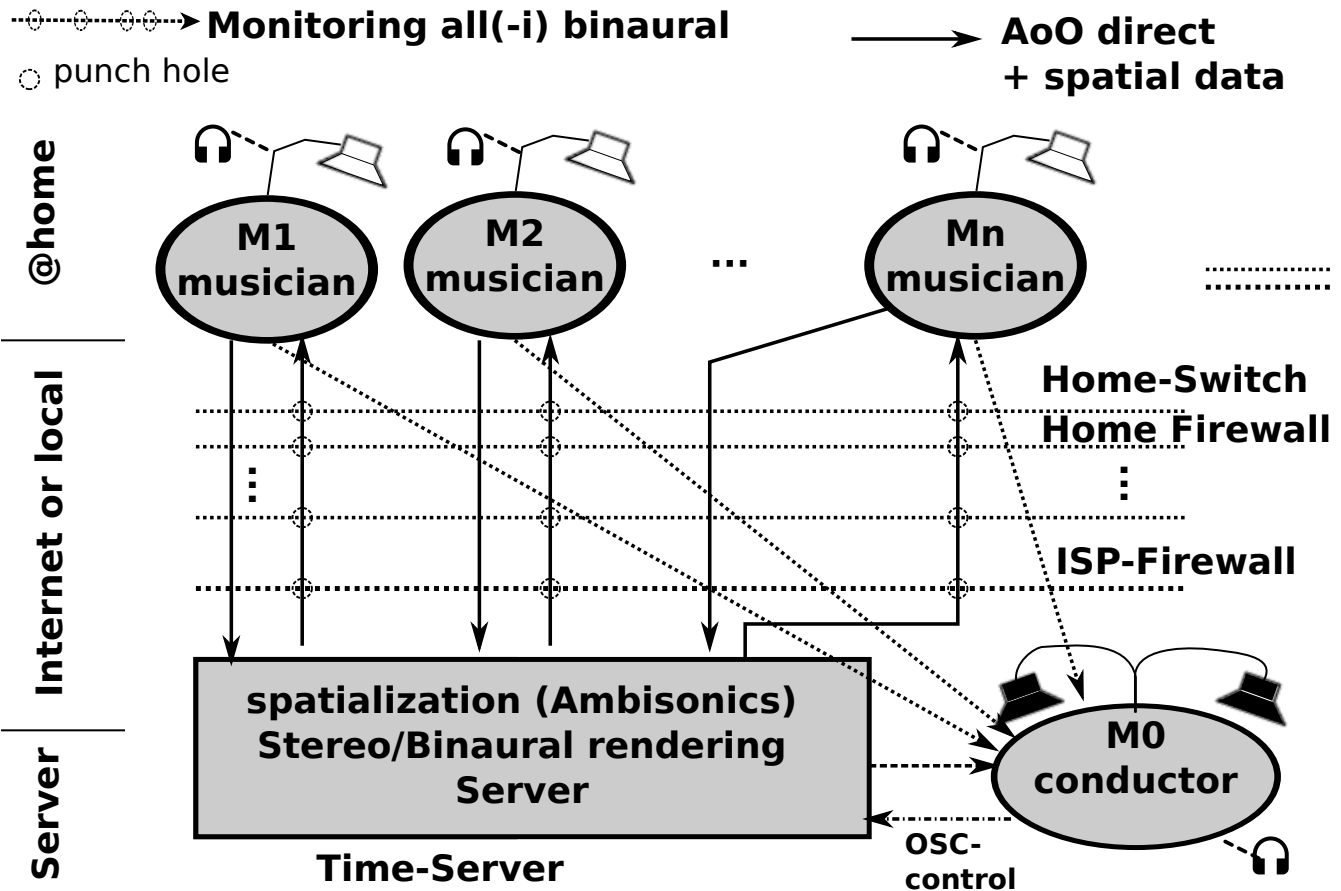 Monitoring all(-i) binaural
punch hole
AoO direct
+ spatial data
@home
M1
musician
M2
musician
...
Mn
musician
Internet or local
Home-Switch
Home Firewall
...
...
ISP-Firewall
spatialization (Ambisonics)
Stereo/Binaural rendering
Server
M0
conductor
Server
OSC-
control
Time-Server